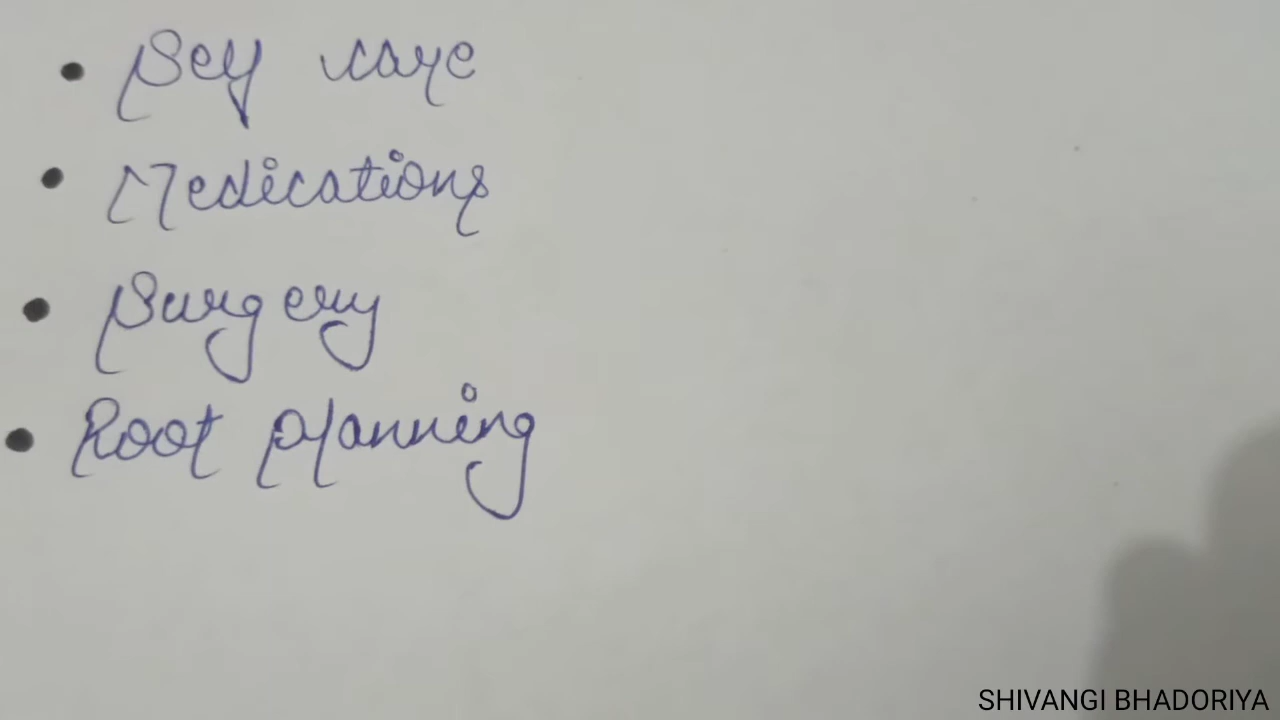 • Self care
• Medications
• Surgery
• Root planning
SHIVANGI BHADORIYA